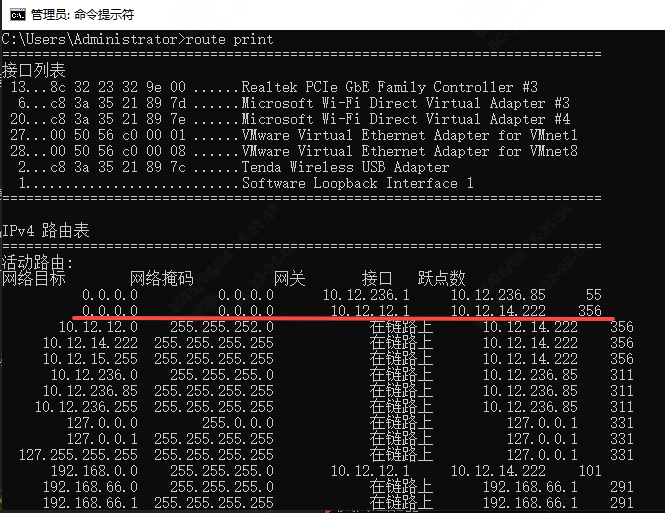 管理员: 命令提示符
C:\Users\Administrator>route print
===========================================================================
接口列表
13...8c 32 23 32 9e 00 ......Realtek PCIe GbE Family Controller #3
6...c8 3a 35 21 89 7d ......Microsoft Wi-Fi Direct Virtual Adapter #3
20...c8 3a 35 21 89 7e ......Microsoft Wi-Fi Direct Virtual Adapter #4
27...00 50 56 c0 00 01 ......VMware Virtual Ethernet Adapter for VMnet1
28...00 50 56 c0 00 08 ......VMware Virtual Ethernet Adapter for VMnet8
2...c8 3a 35 21 89 7c ......Tenda Wireless USB Adapter
1...........................Software Loopback Interface 1
===========================================================================
IPv4 路由表
===========================================================================
活动路由:
网络目标 网络掩码 网关 接口 跃点数
0.0.0.0 0.0.0.0 10.12.236.1 10.12.236.85 55
0.0.0.0 0.0.0.0 10.12.12.1 10.12.14.222 356
10.12.12.0 255.255.252.0 在链路上 10.12.14.222 356
10.12.14.222 255.255.255.255 在链路上 10.12.14.222 356
10.12.15.255 255.255.255.255 在链路上 10.12.14.222 356
10.12.236.0 255.255.255.0 在链路上 10.12.236.85 311
10.12.236.85 255.255.255.255 在链路上 10.12.236.85 311
10.12.236.255 255.255.255.255 在链路上 10.12.236.85 311
127.0.0.0 255.0.0.0 在链路上 127.0.0.1 331
127.0.0.1 255.255.255.255 在链路上 127.0.0.1 331
127.255.255.255 255.255.255.255 在链路上 127.0.0.1 331
192.168.0.0 255.255.0.0 10.12.12.1 10.12.14.222 101
192.168.66.0 255.255.255.0 在链路上 192.168.66.1 291
192.168.66.1 255.255.255.255 在链路上 192.168.66.1 291